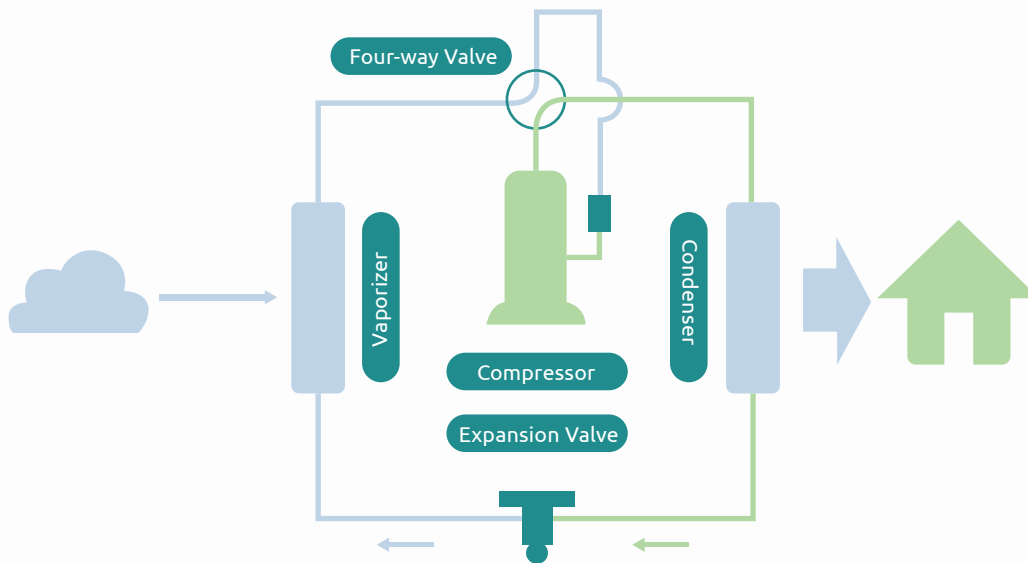 Four-way Valve
Vaporizer
Condenser
Compressor
Expansion Valve